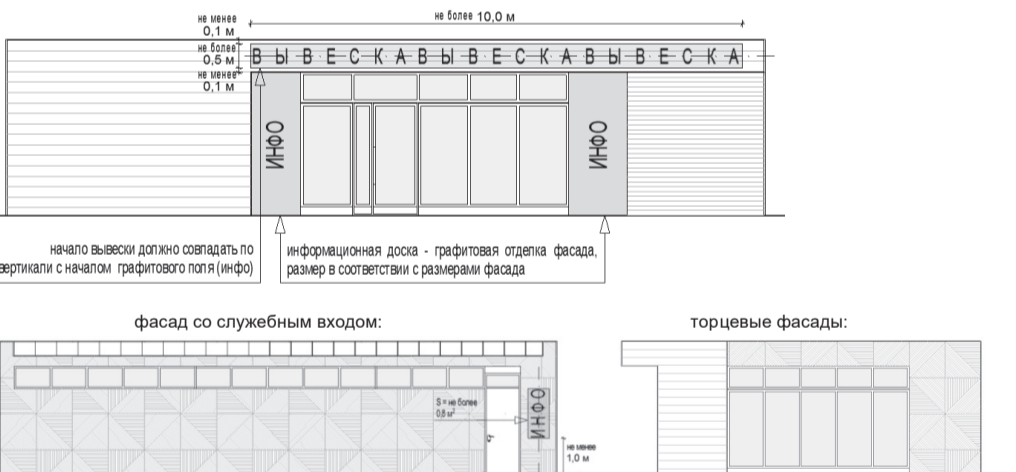 не более 10,0 м
не менее
0,1 м
не более
0,5 м
ВЫВЕСКАВЫВЕСКАВЫВЕСКА
не менее
0,1 м
ИНФО
ИНФО
начало вывески должно совпадать по
вертикали с началом графитового поля (инфо)
информационная доска - графитовая отделка фасада,
размер в соответствии с размерами фасада
фасад со служебным входом:
торцевые фасады:
S = не более
0,5 м²
ИНФО
не менее
1,0 м